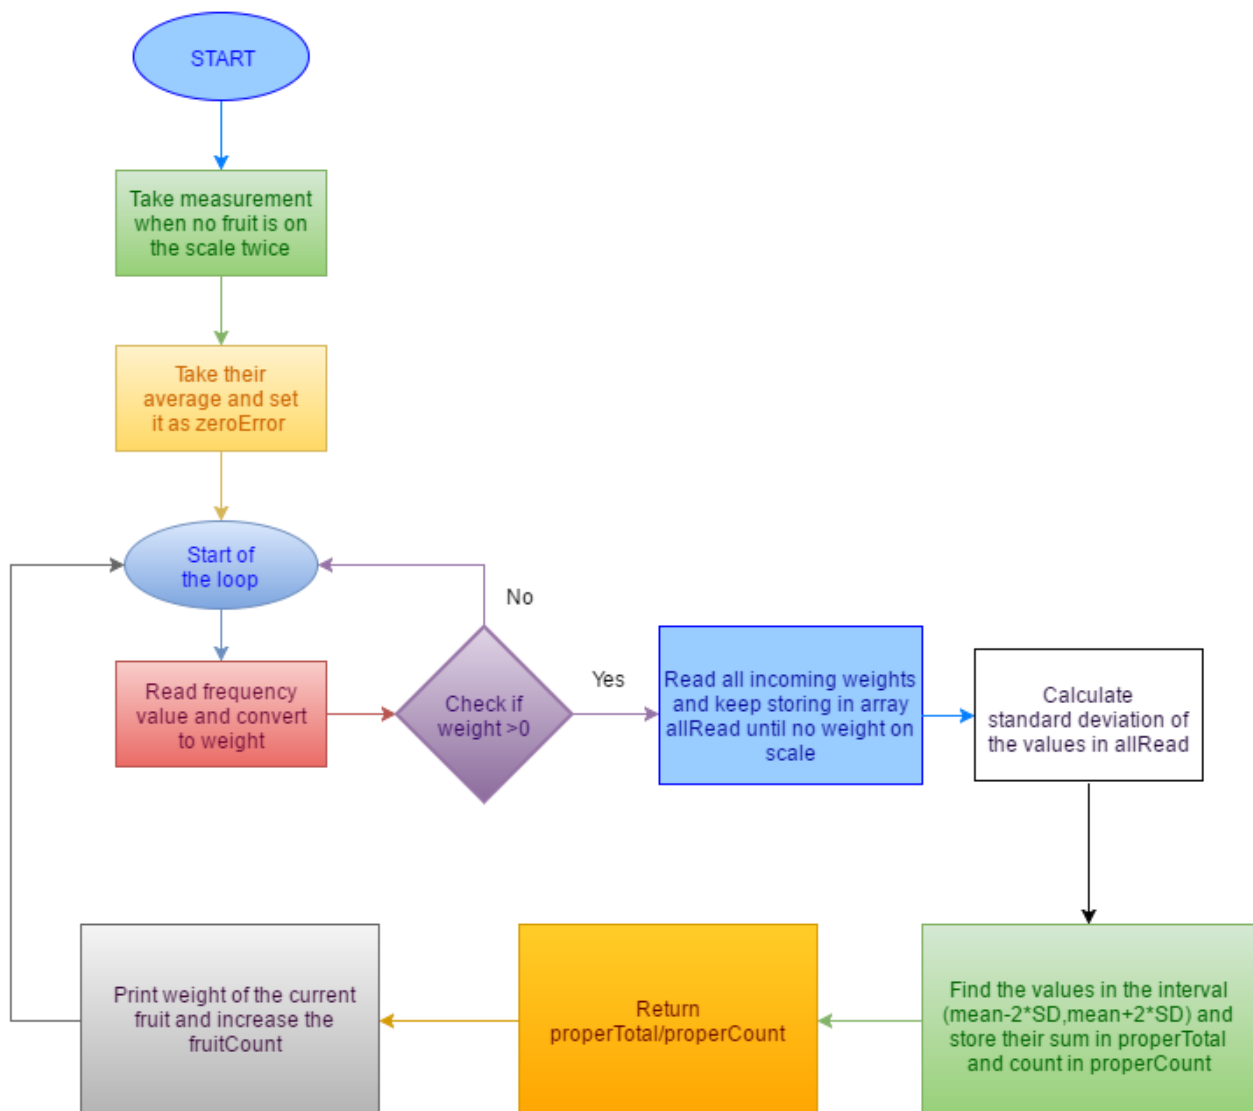 START
Take measurement
when no fruit is on
the scale twice
Take their
average and set
it as zeroError
Start of
the loop
Read frequency
value and convert
to weight
Check if
weight >0
No
Yes
Read all incoming weights
and keep storing in array
allRead until no weight on
scale
Calculate
standard deviation of
the values in allRead
Find the values in the interval
(mean-2*SD,mean+2*SD) and
store their sum in properTotal
and count in properCount
Return
properTotal/properCount
Print weight of the current
fruit and increase the
fruitCount